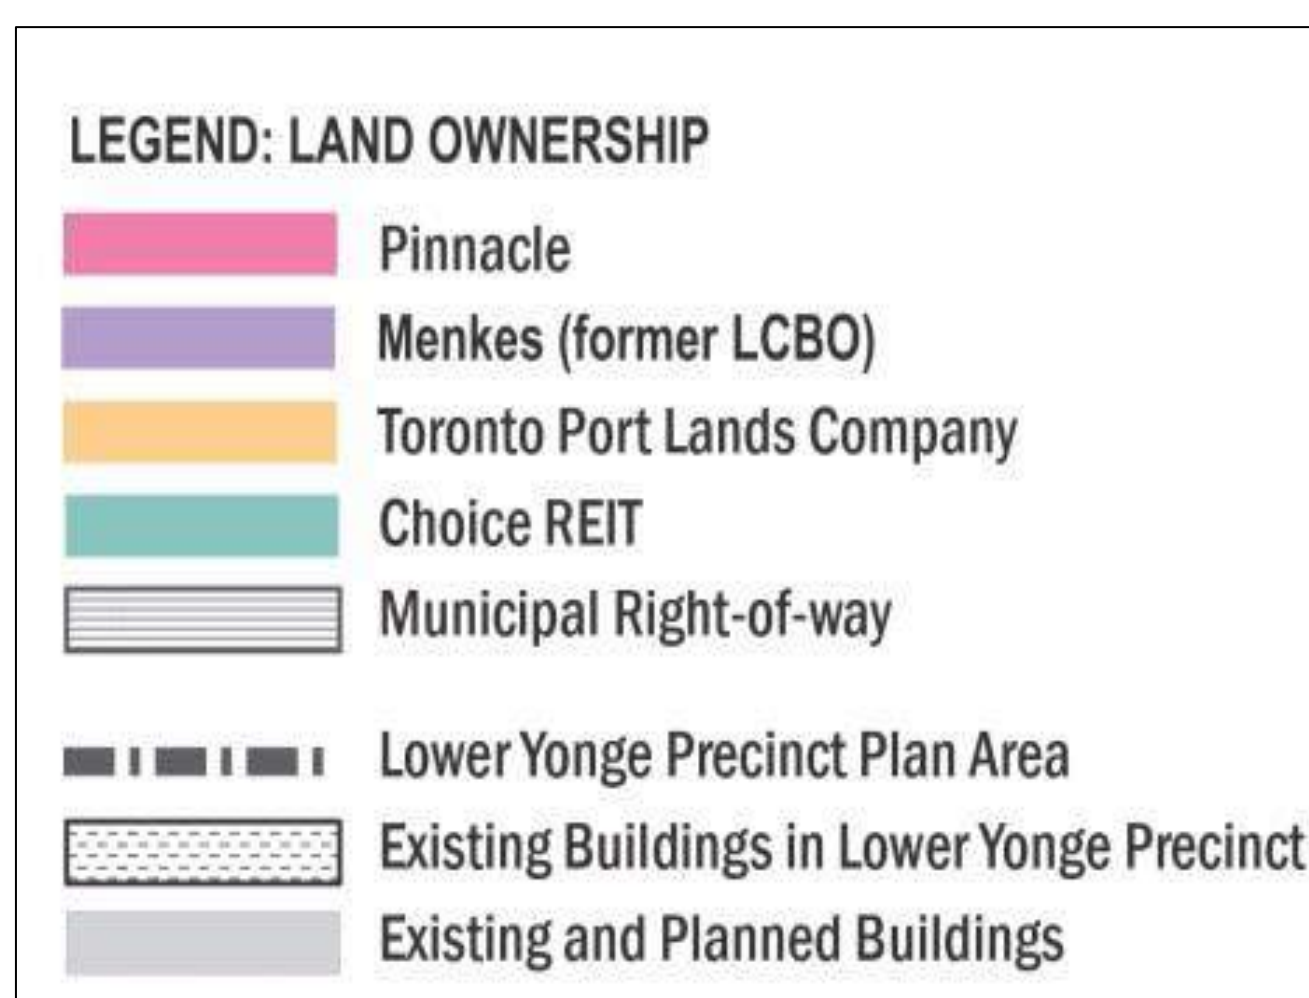 LEGEND: LAND OWNERSHIP
Pinnacle
Menkes (former LCBO)
Toronto Port Lands Company
Choice REIT
Municipal Right-of-way
Lower Yonge Precinct Plan Area
Existing Buildings in Lower Yonge Precinct
Existing and Planned Buildings